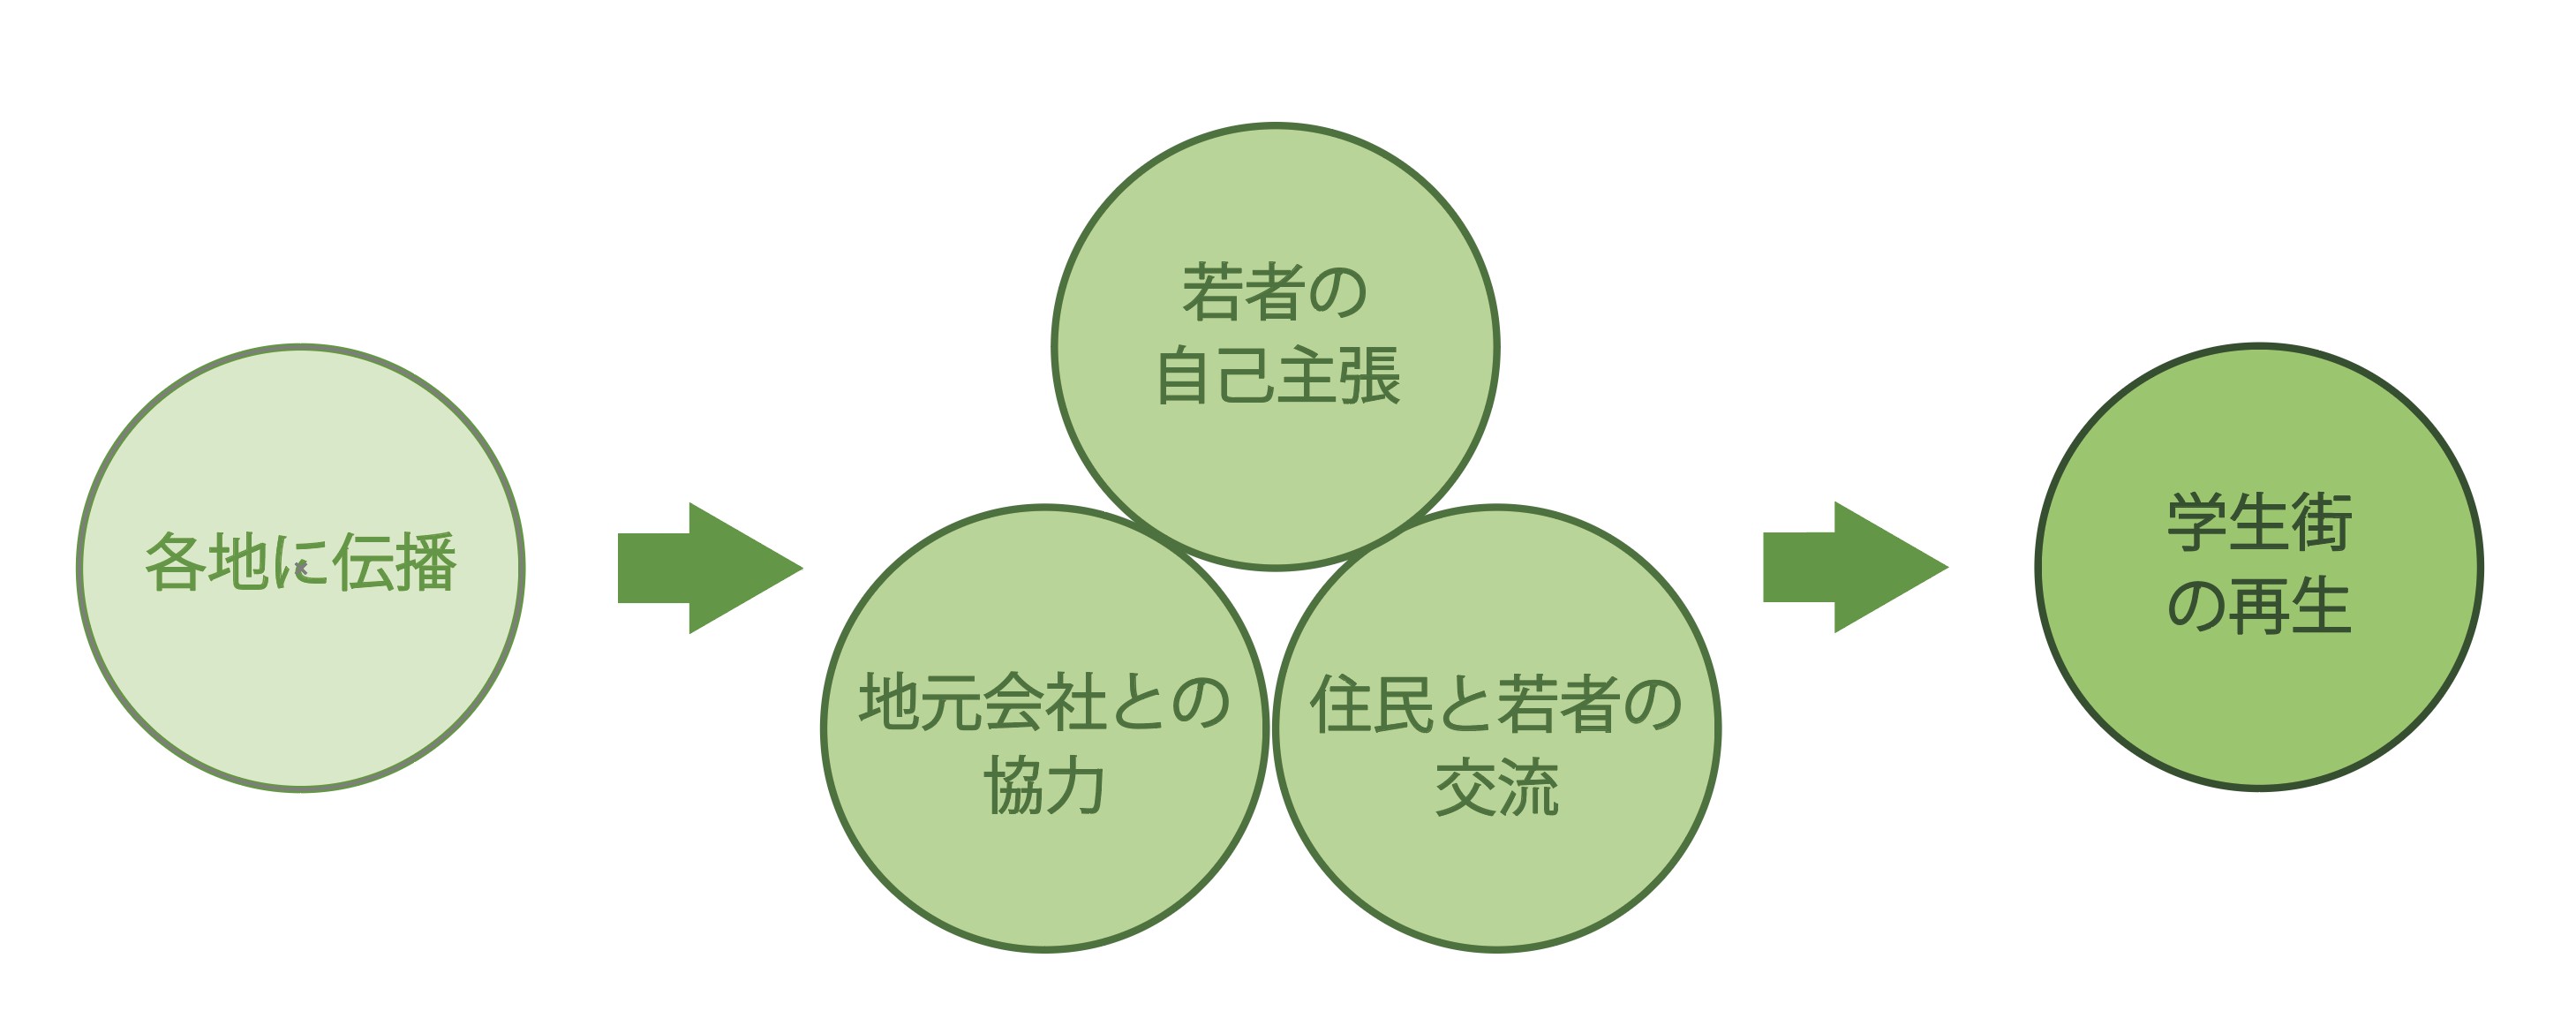 各地に伝播
若者の
自己主張
地元会社との
協力
住民と若者の
交流
学生街
の再生